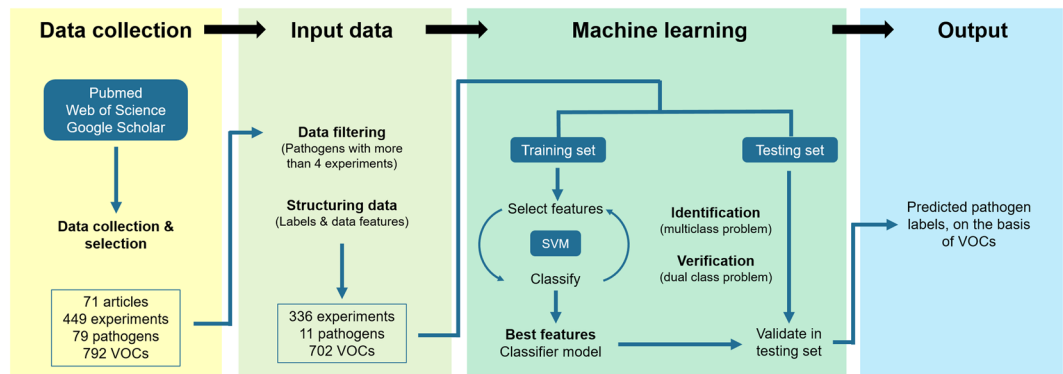 Data collection
Input data
Machine learning
Output
Pubmed
Web of Science
Google Scholar
Data collection &
selection
71 articles
449 experiments
79 pathogens
792 VOCs
Data filtering
(Pathogens with more
than 4 experiments)
Structuring data
(Labels & data features)
336 experiments
11 pathogens
702 VOCs
Training set
Testing set
Select features
SVM
Classify
Identification
(multiclass problem)
Verification
(dual class problem)
Best features
Classifier model
Validate in
testing set
Predicted pathogen
labels, on the basis
of VOCs